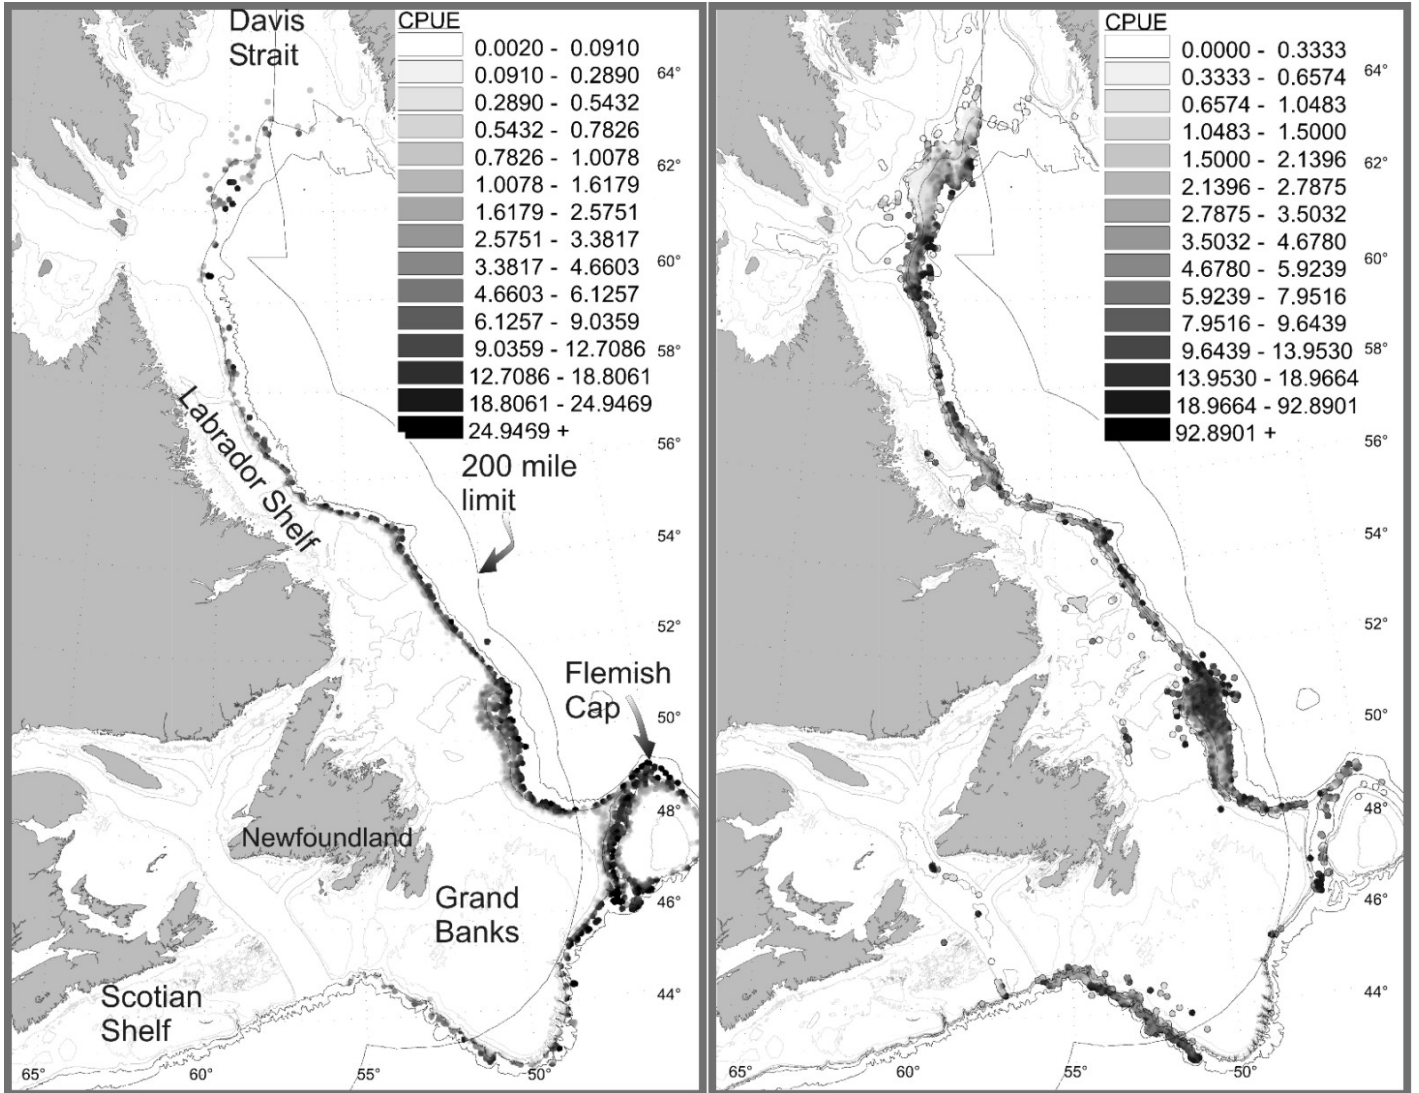 Davis
Strait
CPUE
0.0020 - 0.0910
0.0910 - 0.2890
0.2890 - 0.5432
0.5432 - 0.7826
0.7826 - 1.0078
1.0078 - 1.6179
1.6179 - 2.5751
2.5751 - 3.3817
3.3817 - 4.6603
4.6603 - 6.1257
6.1257 - 9.0359
9.0359 - 12.7086
12.7086 - 18.8061
18.8061 - 24.9469
24.9469 +
64°
62°
60°
58°
56°
54°
52°
50°
48°
46°
44°
200 mile
limit
Labrador Shelf
Flemish
Cap
Newfoundland
Grand
Banks
Scotian
Shelf
65°
60°
55°
50°
CPUE
0.0000 - 0.3333
0.3333 - 0.6574
0.6574 - 1.0483
1.0483 - 1.5000
1.5000 - 2.1396
2.1396 - 2.7875
2.7875 - 3.5032
3.5032 - 4.6780
4.6780 - 5.9239
5.9239 - 7.9516
7.9516 - 9.6439
9.6439 - 13.9530
13.9530 - 18.9664
18.9664 - 92.8901
92.8901 +
64°
62°
60°
58°
56°
54°
52°
50°
48°
46°
44°
65°
60°
55°
50°